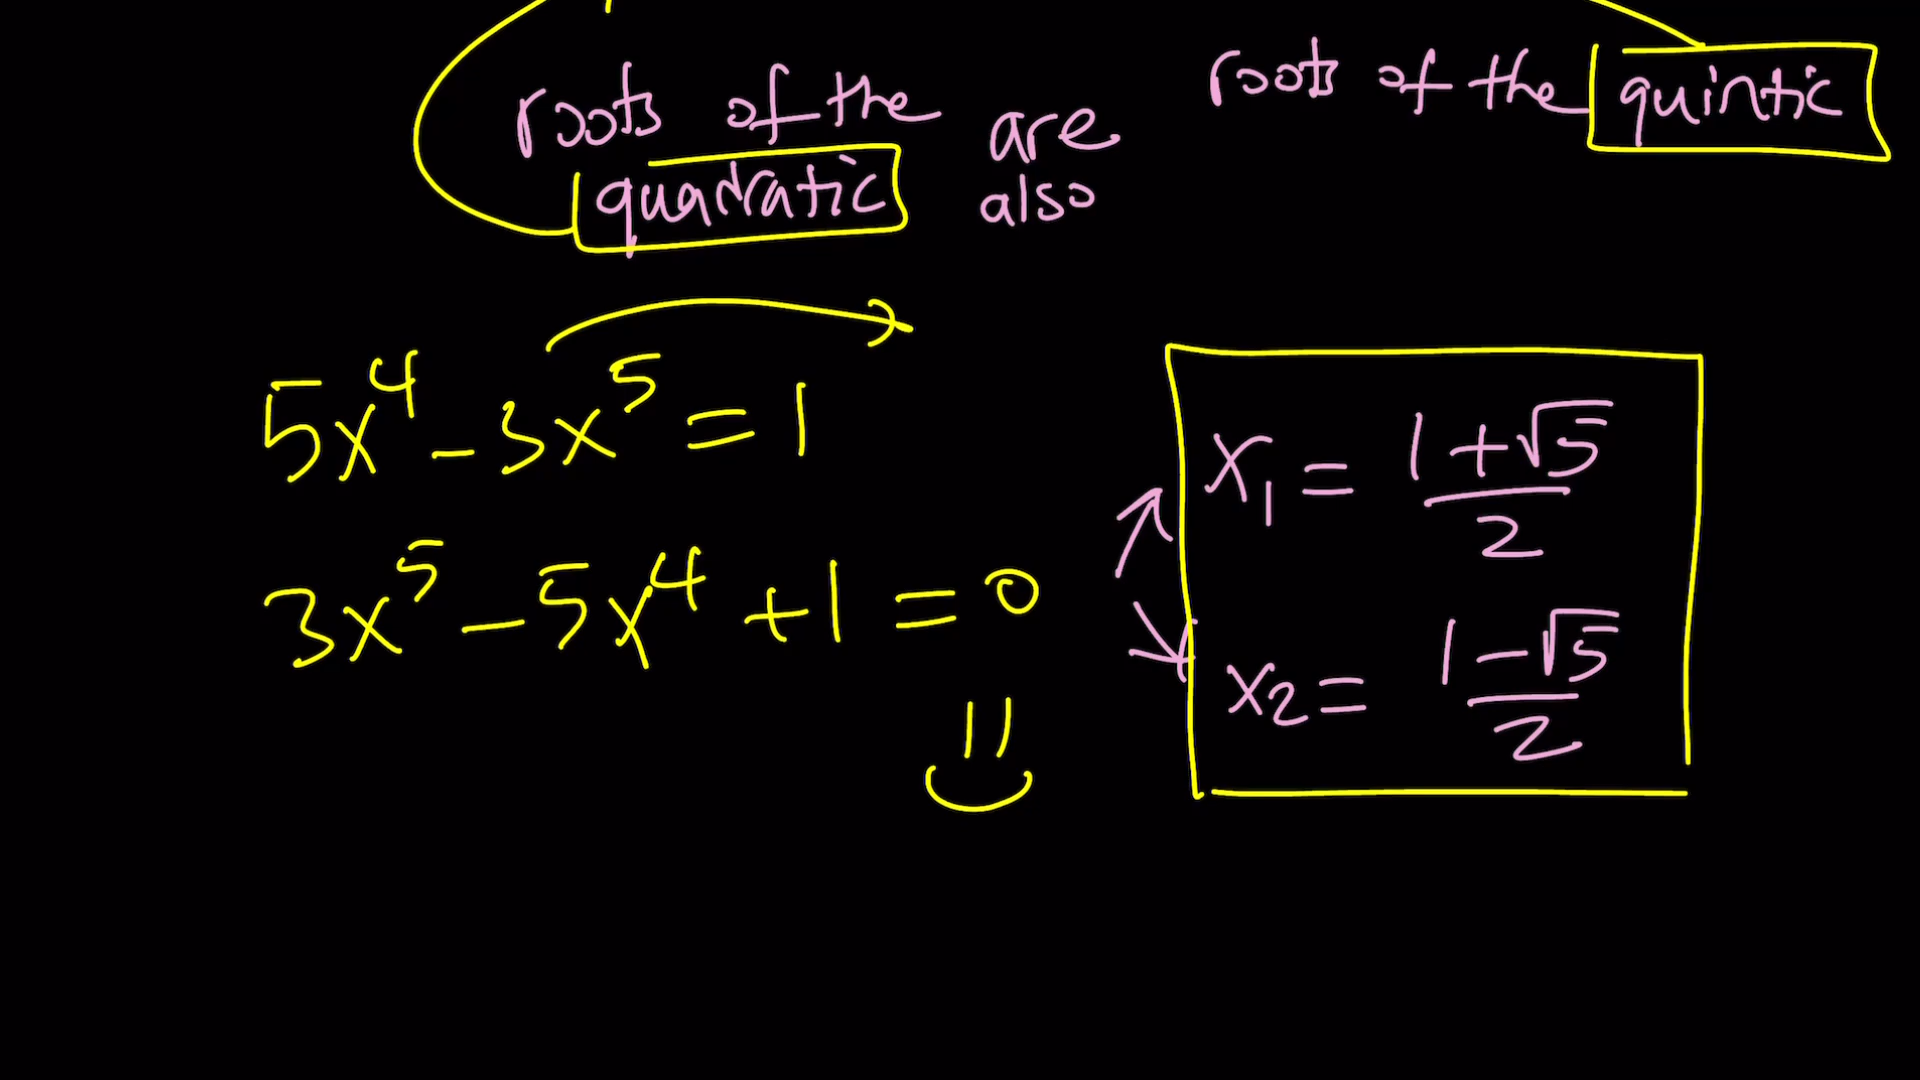 roots of the are roots of the quintic
quadratic also
5x⁴ - 3x⁵ = 1
3x⁵ - 5x⁴ + 1 = 0
x₁ = (1 + √5)/2
x₂ = (1 - √5)/2